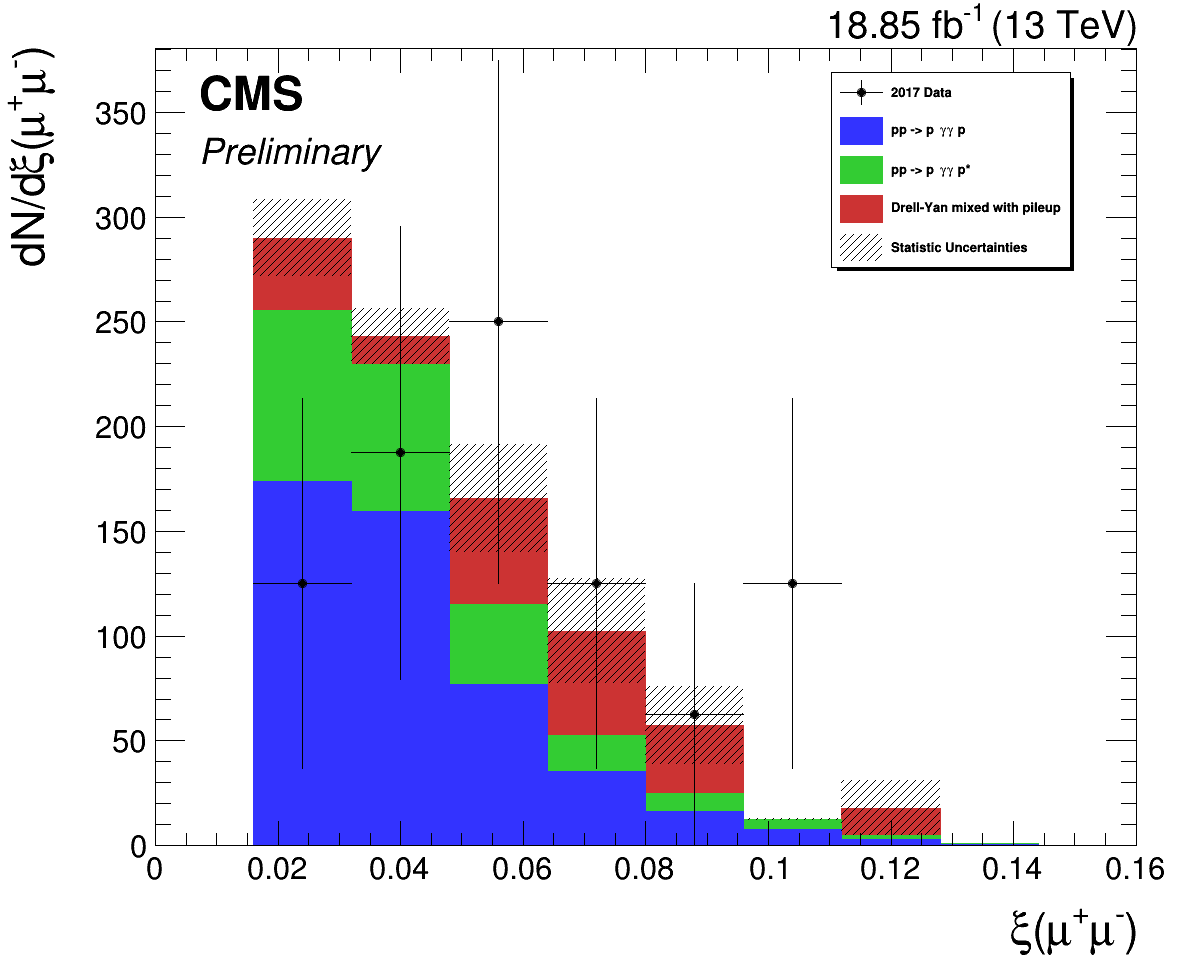 18.85 fb⁻¹ (13 TeV)
dN/dξ(μ⁺μ⁻)
CMS
Preliminary
2017 Data
pp -> p γγ p
pp -> p γγ p*
Drell-Yan mixed with pileup
Statistic Uncertainties
350
300
250
200
150
100
50
0
0 0.02 0.04 0.06 0.08 0.1 0.12 0.14 0.16
ξ(μ⁺μ⁻)